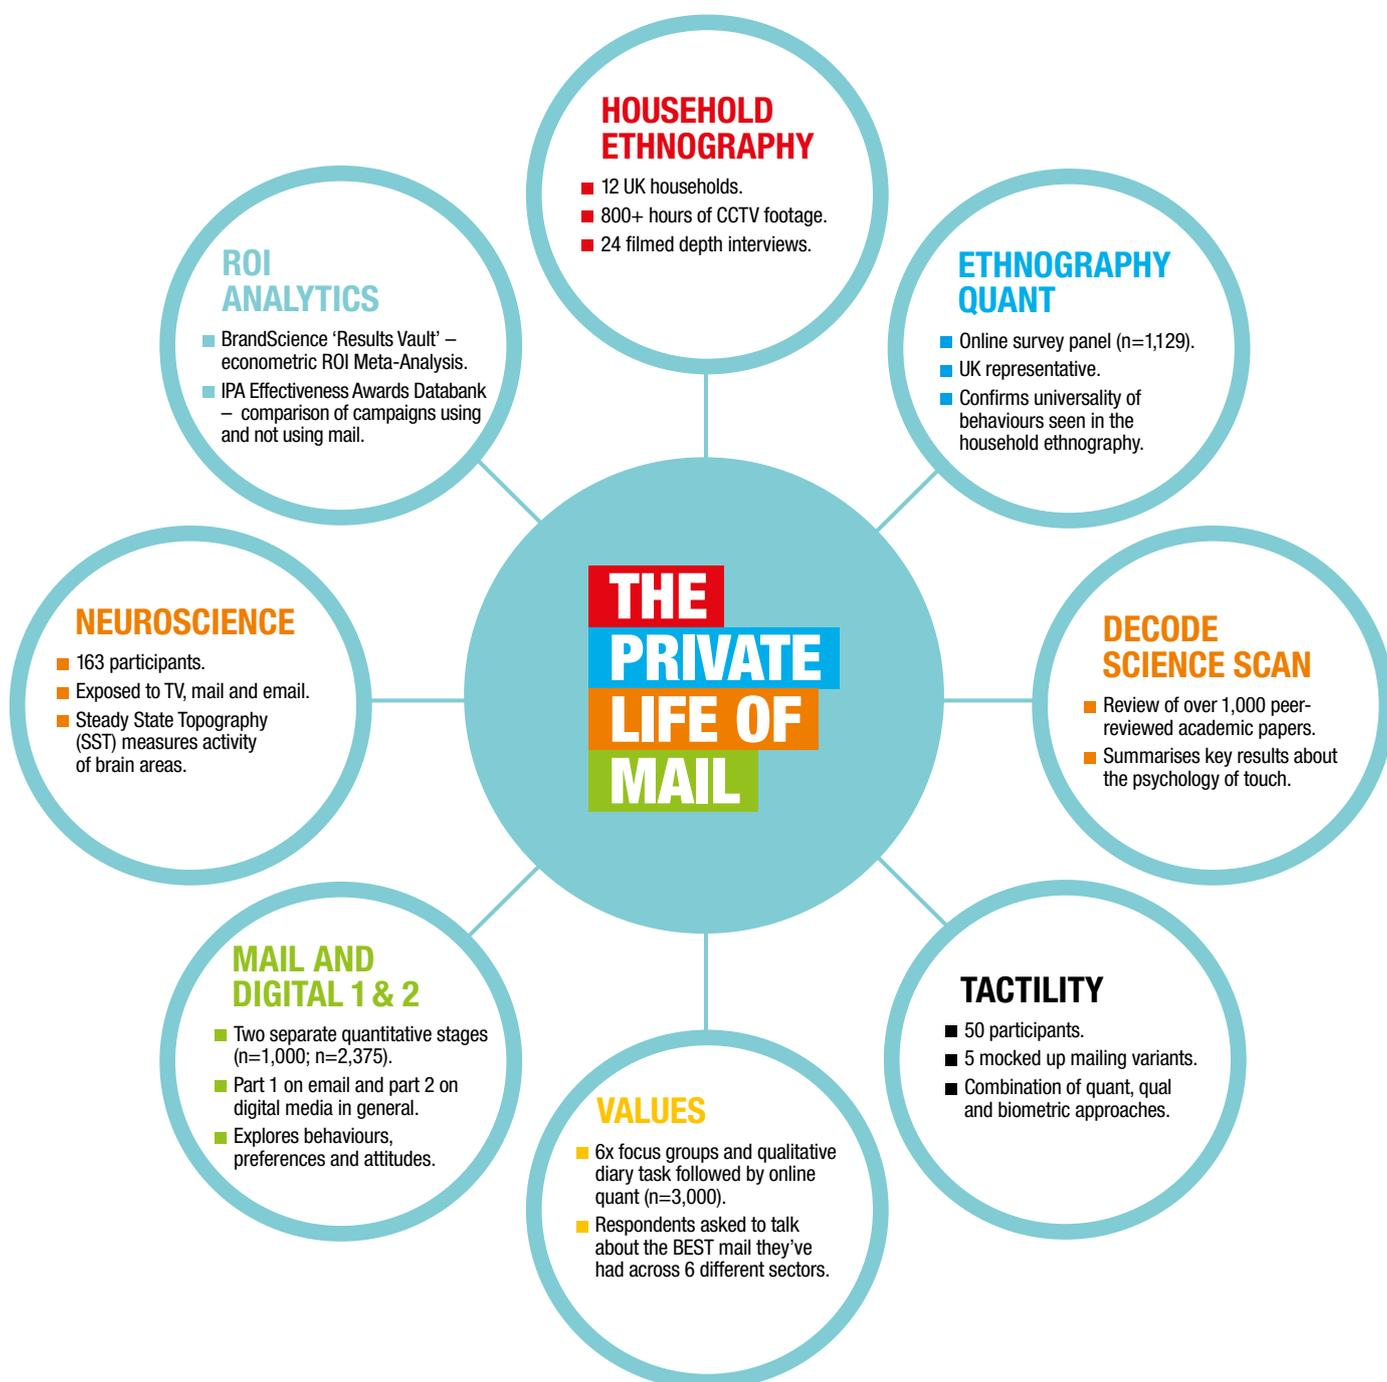 HOUSEHOLD
ETHNOGRAPHY
12 UK households.
800+ hours of CCTV footage.
24 filmed depth interviews.
ROI
ANALYTICS
BrandScience ‘Results Vault’ –
econometric ROI Meta-Analysis.
IPA Effectiveness Awards Databank
– comparison of campaigns using
and not using mail.
ETHNOGRAPHY
QUANT
Online survey panel (n=1,129).
UK representative.
Confirms universality of
behaviours seen in the
household ethnography.
THE
PRIVATE
LIFE OF
MAIL
NEUROSCIENCE
163 participants.
Exposed to TV, mail and email.
Steady State Topography
(SST) measures activity
of brain areas.
DECODE
SCIENCE SCAN
Review of over 1,000 peer-
reviewed academic papers.
Summarises key results about
the psychology of touch.
MAIL AND
DIGITAL 1 & 2
Two separate quantitative stages
(n=1,000; n=2,375).
Part 1 on email and part 2 on
digital media in general.
Explores behaviours,
preferences and attitudes.
TACTILITY
50 participants.
5 mocked up mailing variants.
Combination of quant, qual
and biometric approaches.
VALUES
6x focus groups and qualitative
diary task followed by online
quant (n=3,000).
Respondents asked to talk
about the BEST mail they’ve
had across 6 different sectors.